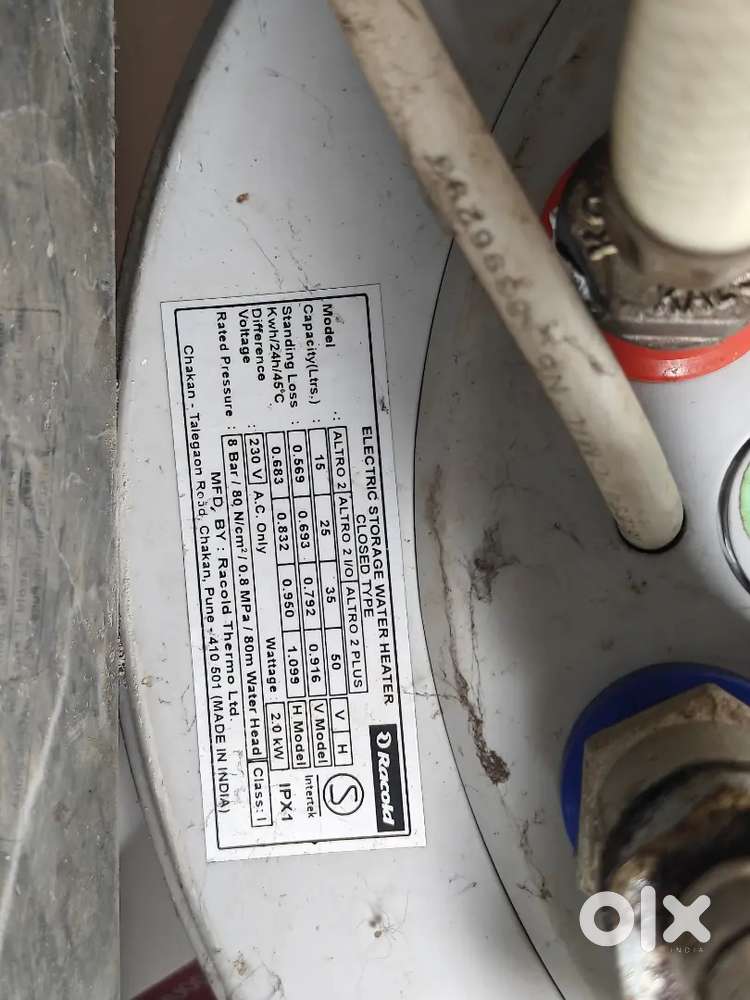 Racold
ELECTRIC STORAGE WATER HEATER
CLOSED TYPE
Model : ALTRO 2 ALTRO 2 I/O ALTRO 2 PLUS V H
Capacity(Ltrs.) : 15 25 35 50 V Model Intertek
Standing Loss : 0.569 0.693 0.792 0.916 H Model
Kwh/24h/45°C 0.683 0.832 0.950 1.099 IPX1
Difference
Voltage : 230 V A.C. Only Wattage : 2.0 kW
Rated Pressure : 8 Bar / 80 N/cm² / 0.8 MPa / 80m Water Head Class: I
MFD. BY : Racold Thermo Ltd.
Chakan - Talegaon Road, Chakan, Pune - 410 501 (MADE IN INDIA)
olx
INDIA